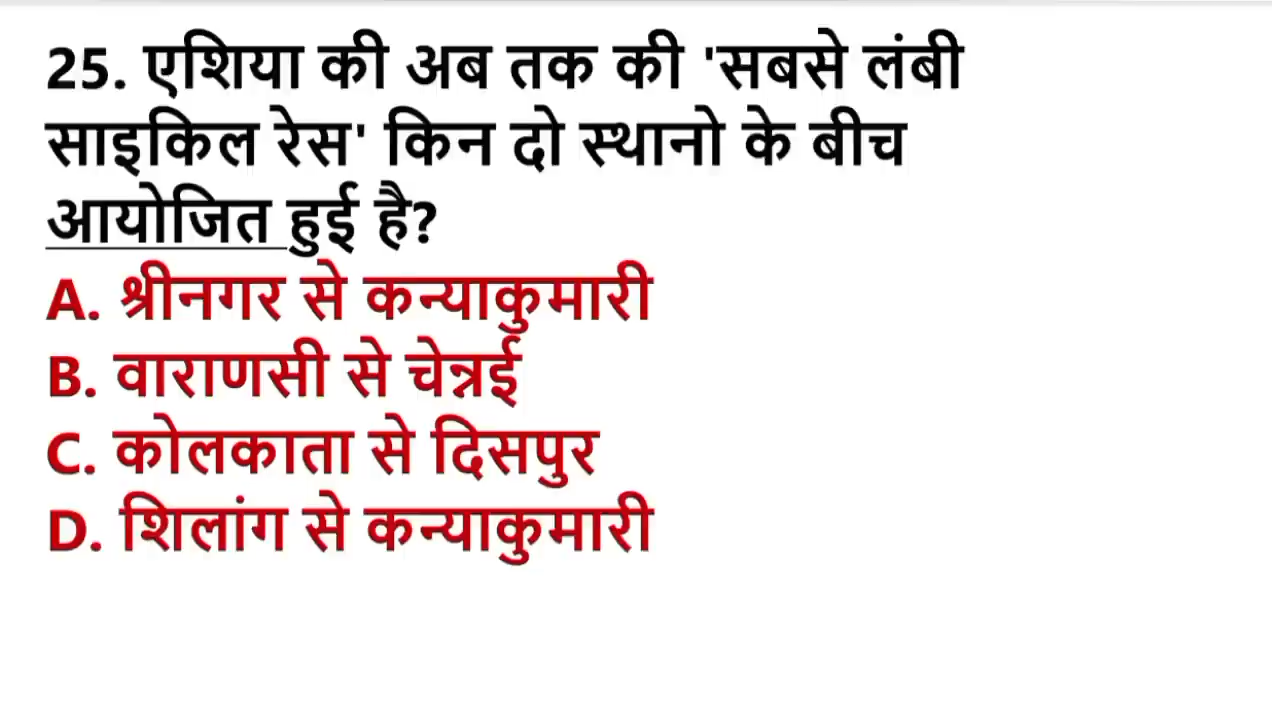 25. एशिया की अब तक की 'सबसे लंबी
साइकिल रेस' किन दो स्थानो के बीच
आयोजित हुई है?
A. श्रीनगर से कन्याकुमारी
B. वाराणसी से चेन्नई
C. कोलकाता से दिसपुर
D. शिलांग से कन्याकुमारी